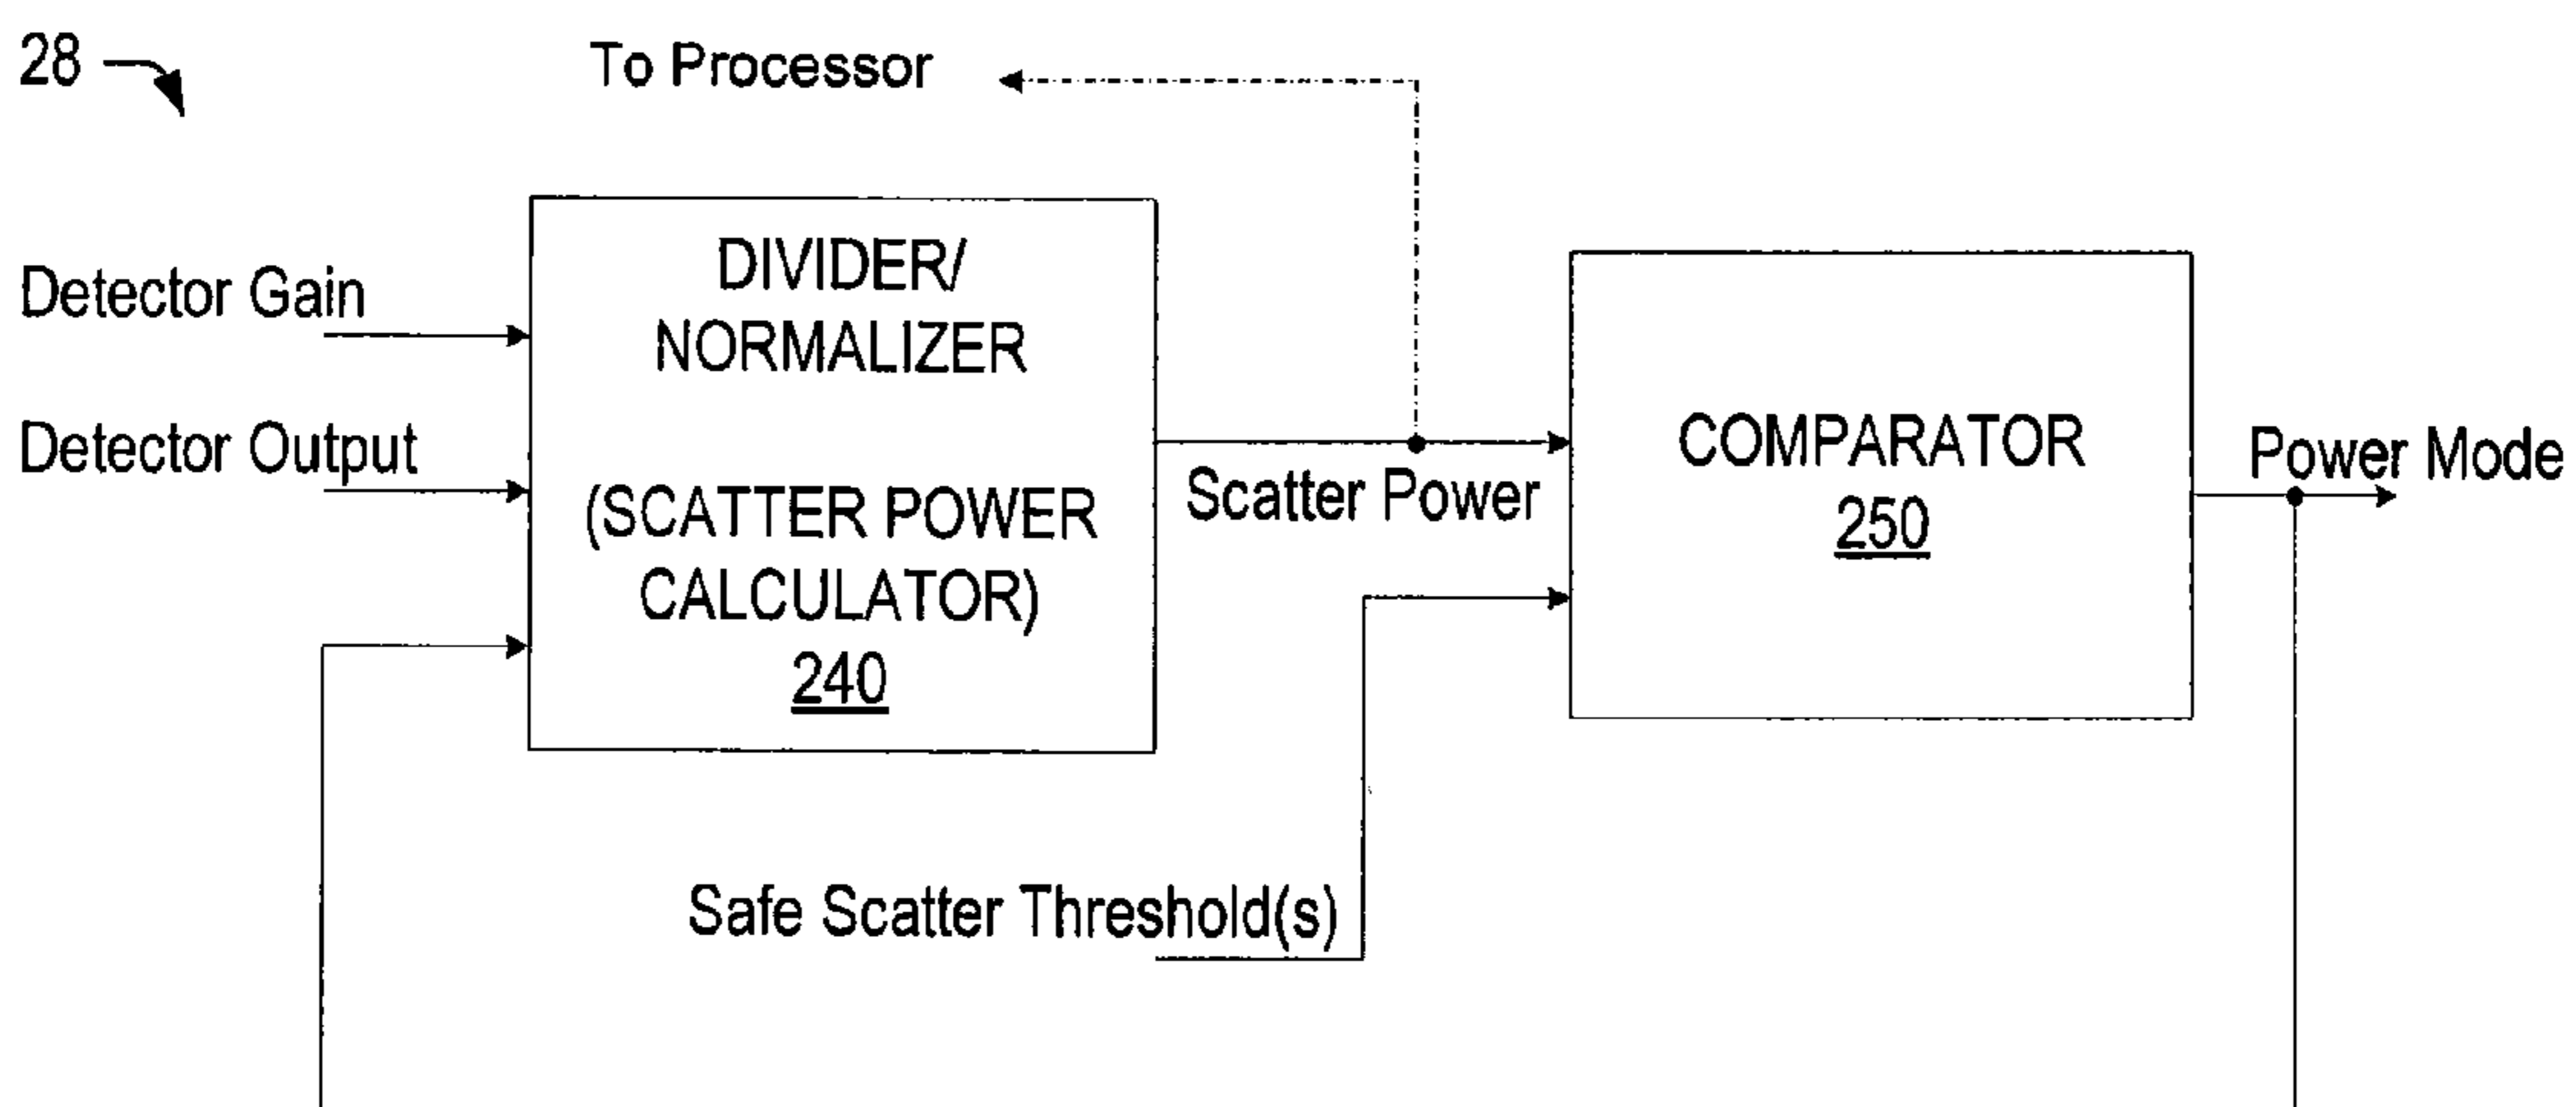 28
To Processor
Detector Gain
Detector Output
DIVIDER/
NORMALIZER
(SCATTER POWER
CALCULATOR)
240
Scatter Power
COMPARATOR
250
Power Mode
Safe Scatter Threshold(s)